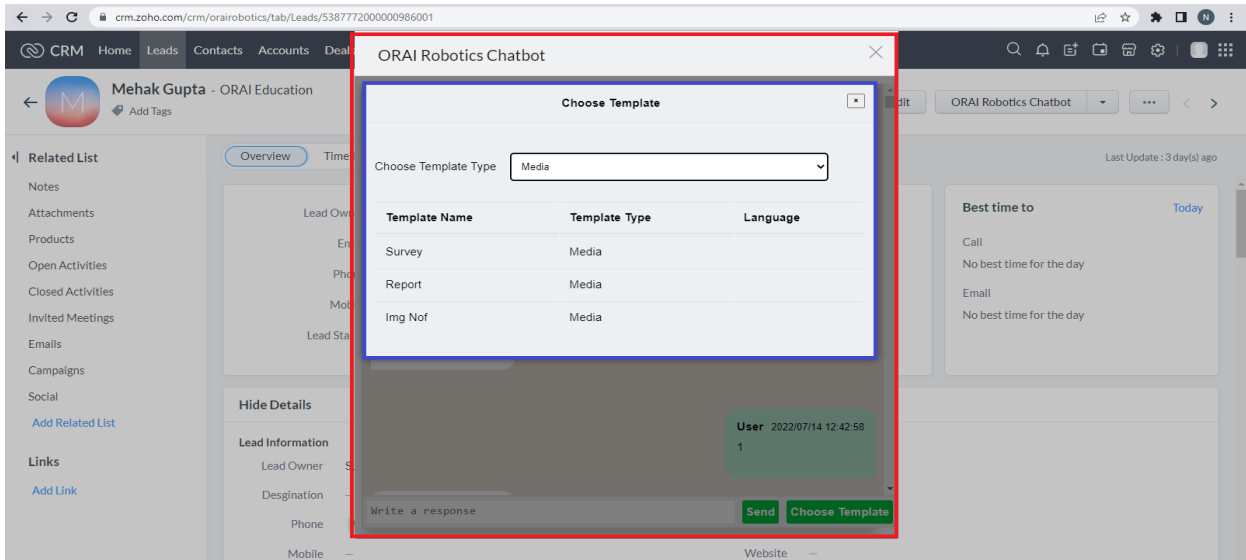 crm.zoho.com/crm/orairobotics/tab/Leads/5387772000000986001
N
CRM Home Leads Contacts Accounts Deal
ORAI Robotics Chatbot
M
Mehak Gupta - ORAI Education
Add Tags
Choose Template
x
dit
ORAI Robotics Chatbot
Related List
Notes
Attachments
Products
Open Activities
Closed Activities
Invited Meetings
Emails
Campaigns
Social
Add Related List
Links
Add Link
Overview
Time
Last Update : 3 day(s) ago
Choose Template Type Media
Template Name Template Type Language
Survey Media
Report Media
Img Nof Media
Lead Own
Em
Pho
Mob
Lead Sta
Best time to Today
Call
No best time for the day
Email
No best time for the day
User 2022/07/14 12:42:58
1
Write a response
Send
Choose Template
Hide Details
Lead Information
Lead Owner S
Desgination —
Phone
Mobile —
Website —